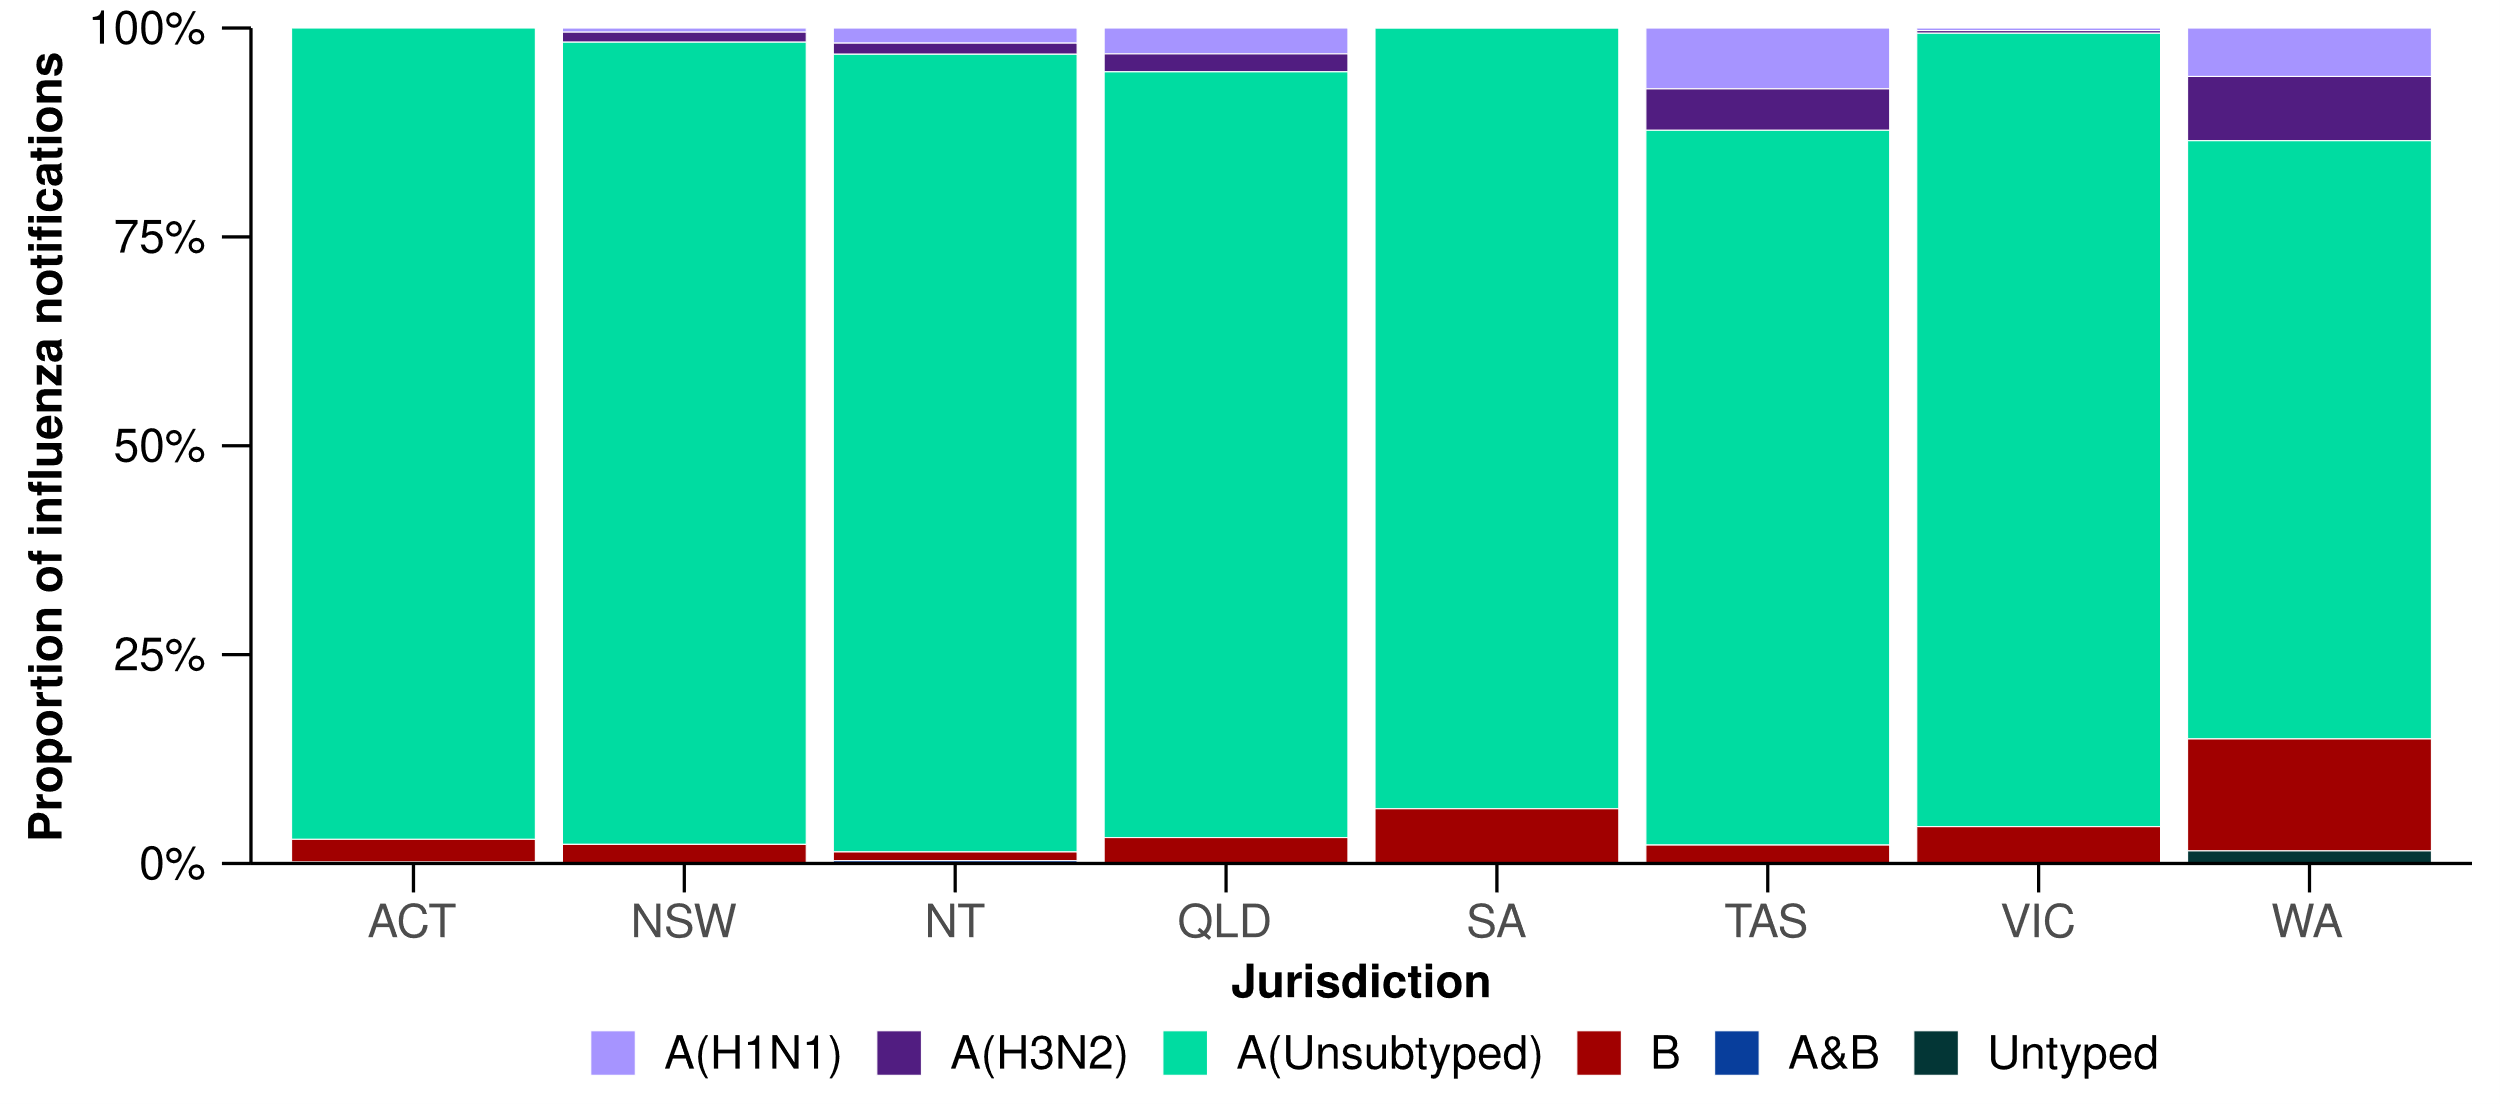 Proportion of influenza notifications
100%
75%
50%
25%
0%
ACT NSW NT QLD SA TAS VIC WA
Jurisdiction
A(H1N1) A(H3N2) A(Unsubtyped) B A&B Untyped